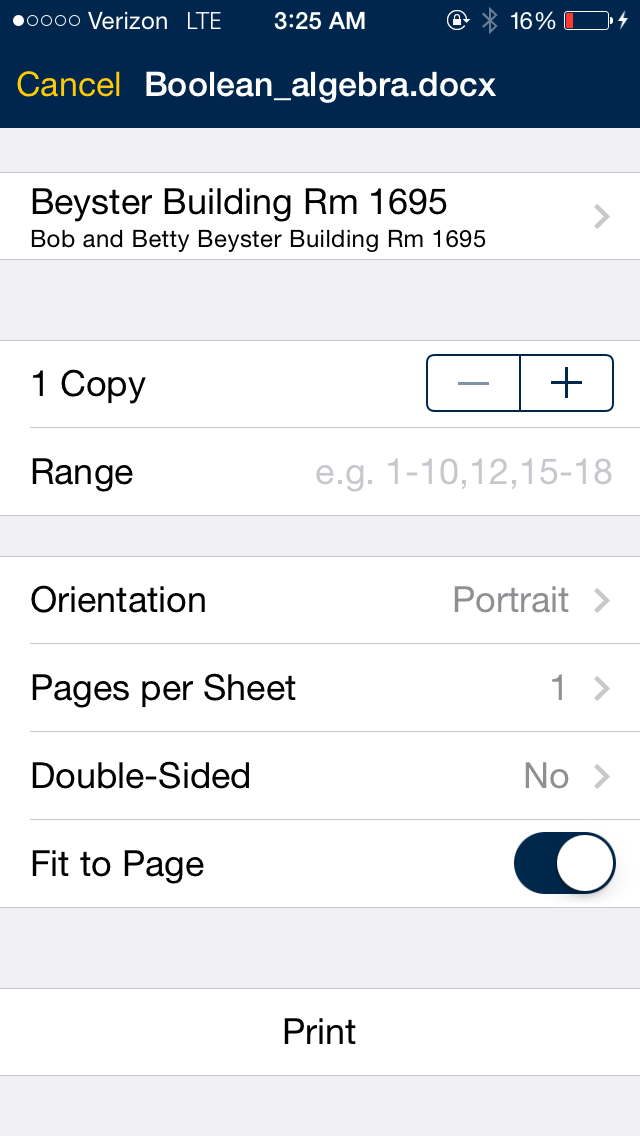 Verizon LTE 3:25 AM 16%
Cancel Boolean_algebra.docx
Beyster Building Rm 1695
Bob and Betty Beyster Building Rm 1695
1 Copy
Range e.g. 1-10,12,15-18
Orientation Portrait
Pages per Sheet 1
Double-Sided No
Fit to Page
Print